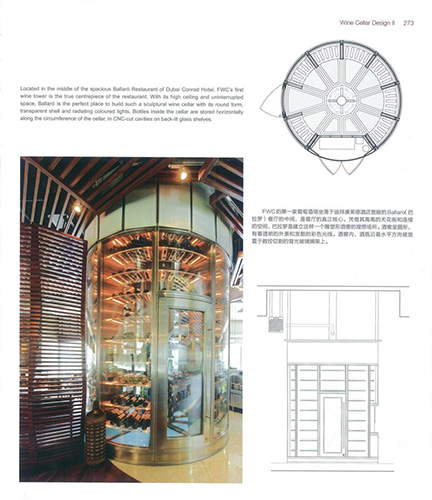 Wine Cellar Design II 273
Located in the middle of the spacious Ballarò Restaurant of Dubai Conrad Hotel, FWC's first
wine tower is the true centrepiece of the restaurant. With its high ceiling and uninterrupted
space, Ballarò is the perfect place to build such a sculptural wine cellar with its round form,
transparent shell and radiating coloured lights. Bottles inside the cellar are stored horizontally
along the circumference of the cellar, in CNC-cut cavities on back-lit glass shelves.
FWC的第一家葡萄酒塔坐落于迪拜康莱德酒店宽敞的Ballarò(巴
拉罗)餐厅的中间，是餐厅的真正核心。凭借其高高的天花板和连续
的空间，巴拉罗是建立这样一个雕塑形酒窖的理想场所，酒窖呈圆形，
有着透明的外表和发散的彩色光线。酒窖内，酒瓶沿着水平方向被放
置于数控切割的背光玻璃搁架上。